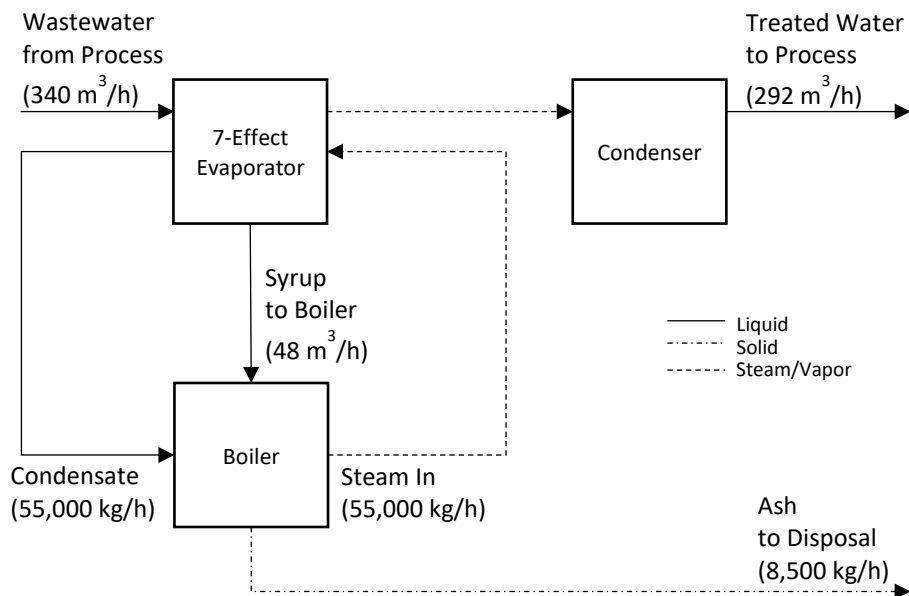 Wastewater
from Process
(340 m³/h)
Treated Water
to Process
(292 m³/h)
7-Effect
Evaporator
Condenser
Syrup
to Boiler
(48 m³/h)
Liquid
Solid
Steam/Vapor
Boiler
Condensate
(55,000 kg/h)
Steam In
(55,000 kg/h)
Ash
to Disposal
(8,500 kg/h)